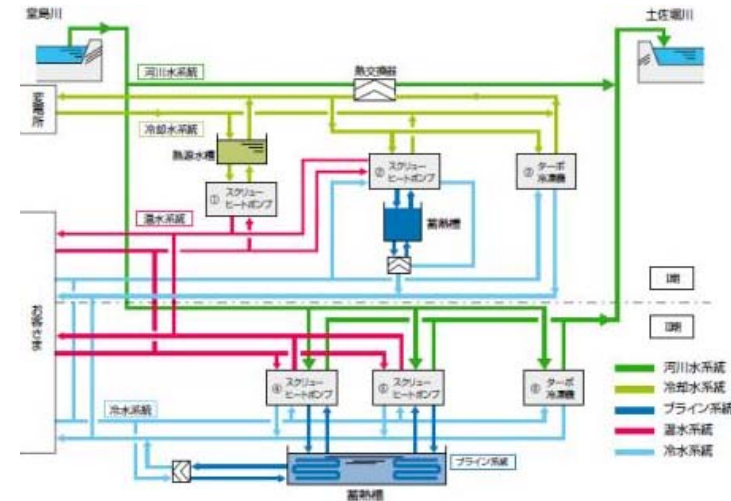 堂島川
土佐堀川
河川水系統
熱交換器
変電所
冷却水系統
熱源水槽
① スクリュー
ヒートポンプ
② スクリュー
ヒートポンプ
③ ターボ
冷凍機
温水系統
蓄熱槽
I期
お客さま
II期
④ スクリュー
ヒートポンプ
⑤ スクリュー
ヒートポンプ
⑥ ターボ
冷凍機
冷水系統
ブライン系統
蓄熱槽
河川水系統
冷却水系統
ブライン系統
温水系統
冷水系統